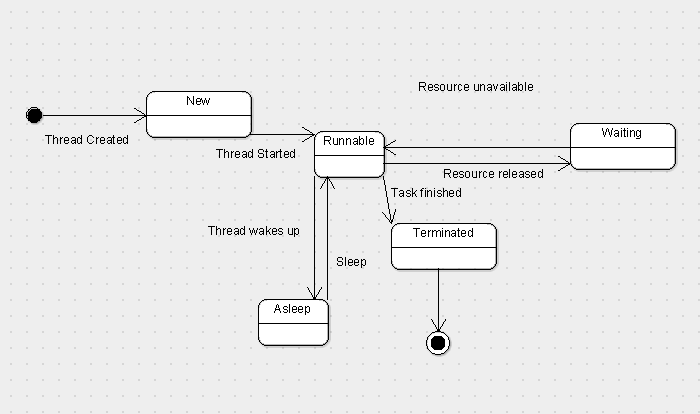 Resource unavailable
New
Thread Created
Thread Started
Runnable
Waiting
Resource released
Task finished
Thread wakes up
Terminated
Sleep
Asleep